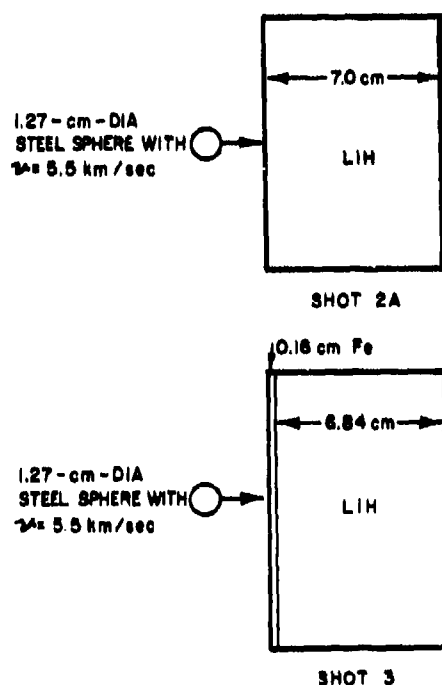 7.0 cm
1.27-cm-DIA
STEEL SPHERE WITH
v= 5.5 km/sec
LIH
SHOT 2A
0.16 cm Fe
6.84 cm
1.27-cm-DIA
STEEL SPHERE WITH
v= 5.5 km/sec
LIH
SHOT 3